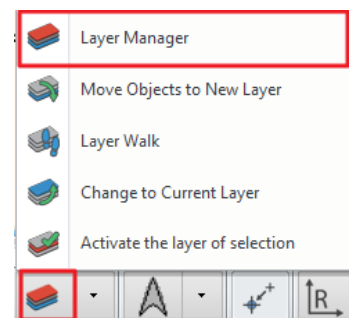 Layer Manager
Move Objects to New Layer
Layer Walk
Change to Current Layer
Activate the layer of selection
R